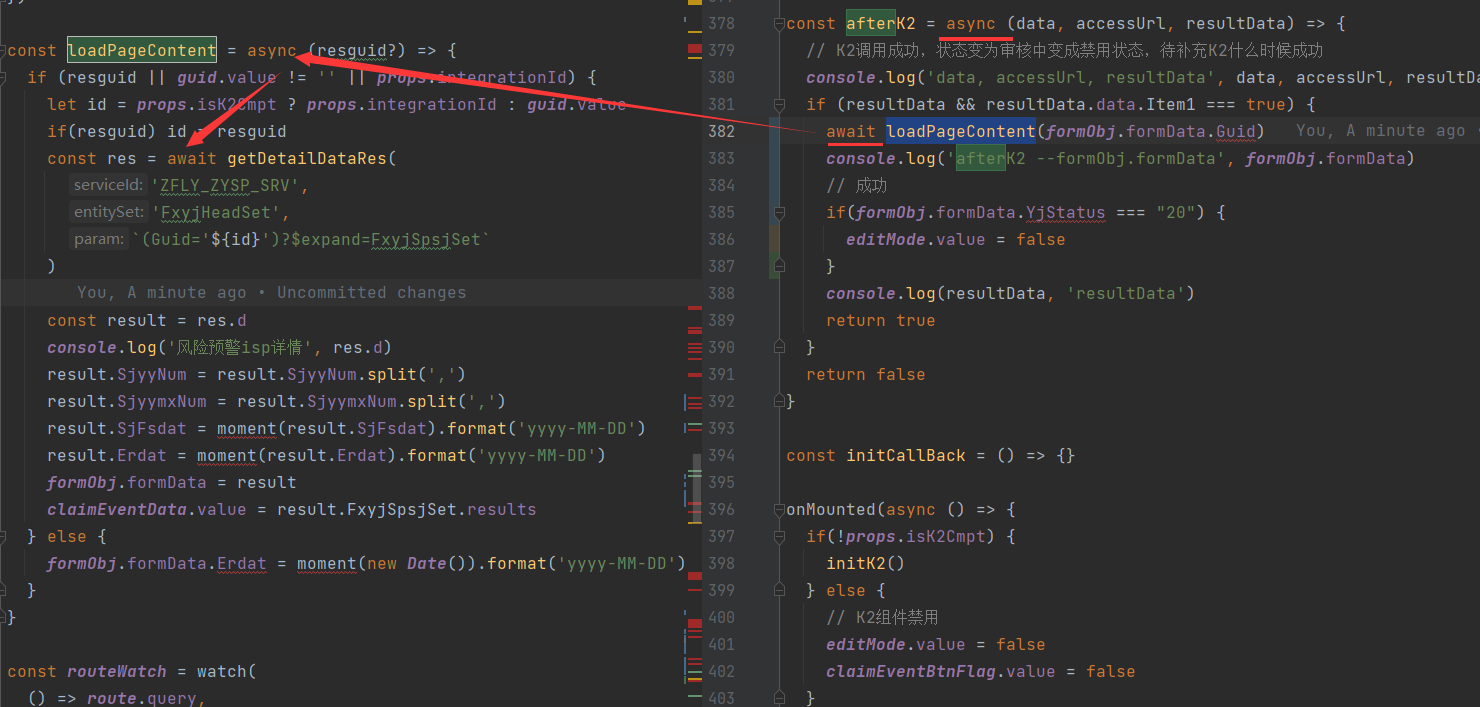 const loadPageContent = async (resguid?) => {
if (resguid || guid.value != '' || props.integrationId) {
let id = props.isK2Cmpt ? props.integrationId : guid.value
if(resguid) id = resguid
const res = await getDetailDataRes(
serviceId: 'ZFLY_ZYSP_SRV',
entitySet: 'FxyjHeadSet',
param: `(Guid='${id}')?$expand=FxyjSpsjSet`
)
You, A minute ago • Uncommitted changes
const result = res.d
console.log('风险预警isp详情', res.d)
result.SjyyNum = result.SjyyNum.split(',')
result.SjyymxNum = result.SjyymxNum.split(',')
result.SjFsdat = moment(result.SjFsdat).format('yyyy-MM-DD')
result.Erdat = moment(result.Erdat).format('yyyy-MM-DD')
formObj.formData = result
claimEventData.value = result.FxyjSpsjSet.results
} else {
formObj.formData.Erdat = moment(new Date()).format('yyyy-MM-DD')
}
}
const routeWatch = watch(
() => route.query,
378 const afterK2 = async (data, accessUrl, resultData) => {
379 // K2调用成功，状态变为审核中变成禁用状态，待补充K2什么时候成功
380 console.log('data, accessUrl, resultData', data, accessUrl, resultDa
381 if (resultData && resultData.data.Item1 === true) {
382 await loadPageContent(formObj.formData.Guid) You, A minute ago
383 console.log('afterK2 --formObj.formData', formObj.formData)
384 // 成功
385 if(formObj.formData.YjStatus === "20") {
386 editMode.value = false
387 }
388 console.log(resultData, 'resultData')
389 return true
390 }
391 return false
392 }
393
394 const initCallBack = () => {}
395
396 onMounted(async () => {
397 if(!props.isK2Cmpt) {
398 initK2()
399 } else {
400 // K2组件禁用
401 editMode.value = false
402 claimEventBtnFlag.value = false
403 }